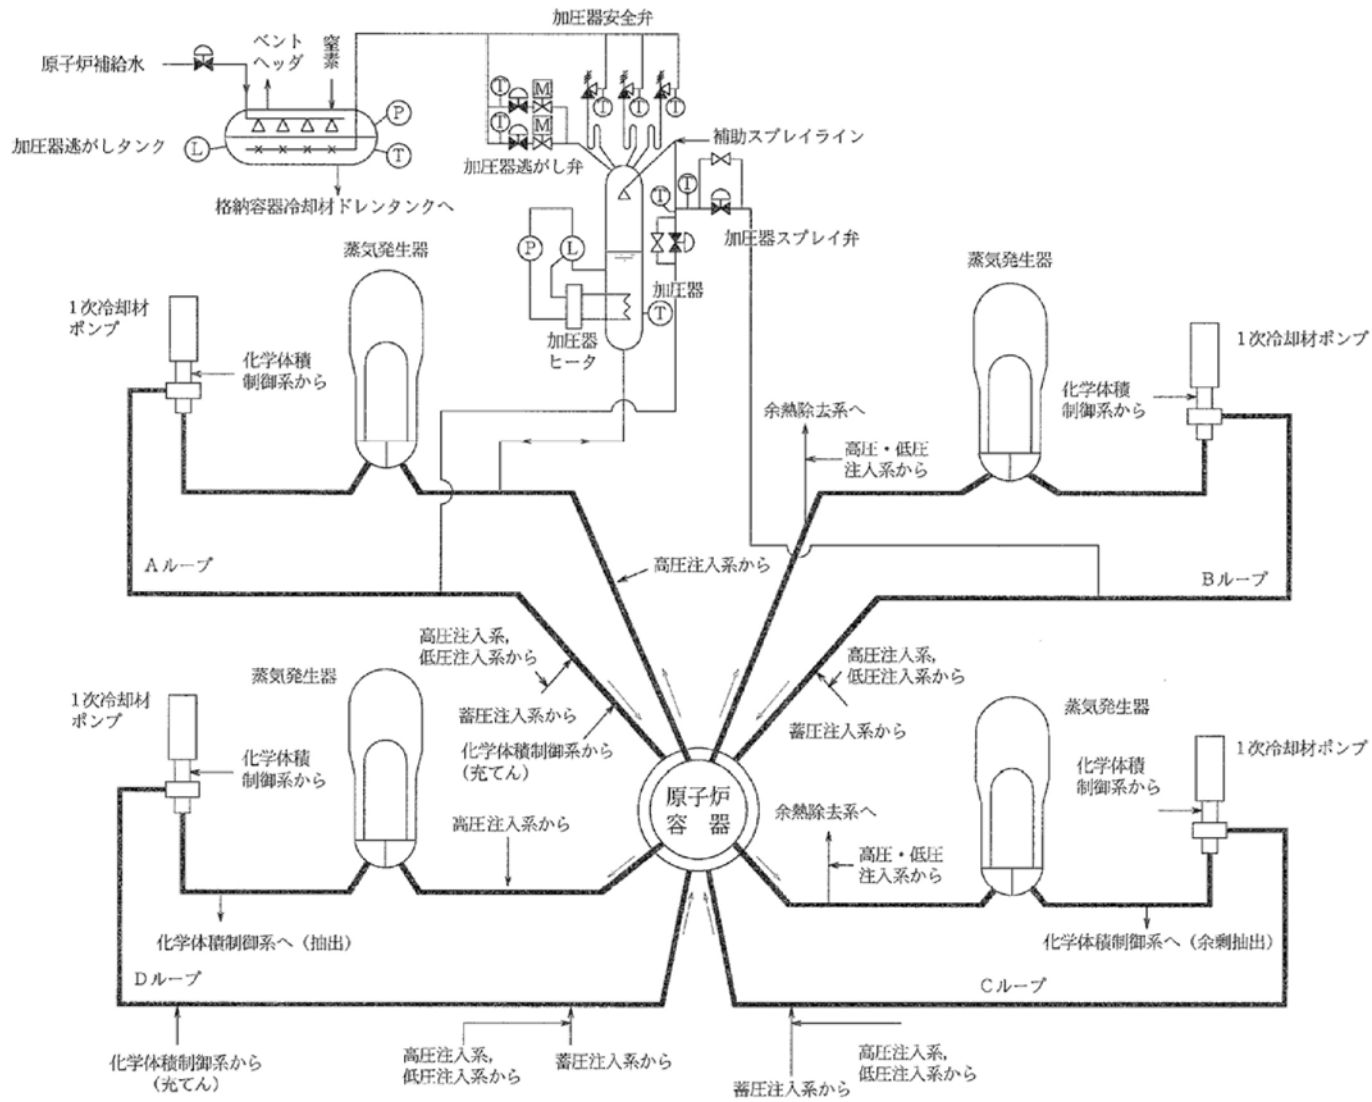 加圧器安全弁
ベント
ヘッダ
窒素
原子炉補給水
P
M
T
T
T
T
T
M
加圧器逃がしタンク
L
T
加圧器逃がし弁
補助スプレイライン
格納容器冷却材ドレンタンクへ
T
T
加圧器スプレイ弁
P
L
加圧器
T
加圧器
ヒータ
蒸気発生器
1次冷却材
ポンプ
化学体積
制御系から
蒸気発生器
1次冷却材ポンプ
化学体積
制御系から
余熱除去系へ
高圧・低圧
注入系から
Aループ
高圧注入系から
Bループ
高圧注入系,
低圧注入系から
蓄圧注入系から
化学体積制御系から
(充てん)
高圧注入系,
低圧注入系から
蓄圧注入系から
原子炉
容器
蒸気発生器
1次冷却材
ポンプ
化学体積
制御系から
高圧注入系から
化学体積制御系へ(抽出)
Dループ
化学体積制御系から
(充てん)
高圧注入系,
低圧注入系から
蓄圧注入系から
蒸気発生器
1次冷却材ポンプ
化学体積
制御系から
余熱除去系へ
高圧・低圧
注入系から
化学体積制御系へ(余剰抽出)
Cループ
蓄圧注入系から
高圧注入系,
低圧注入系から